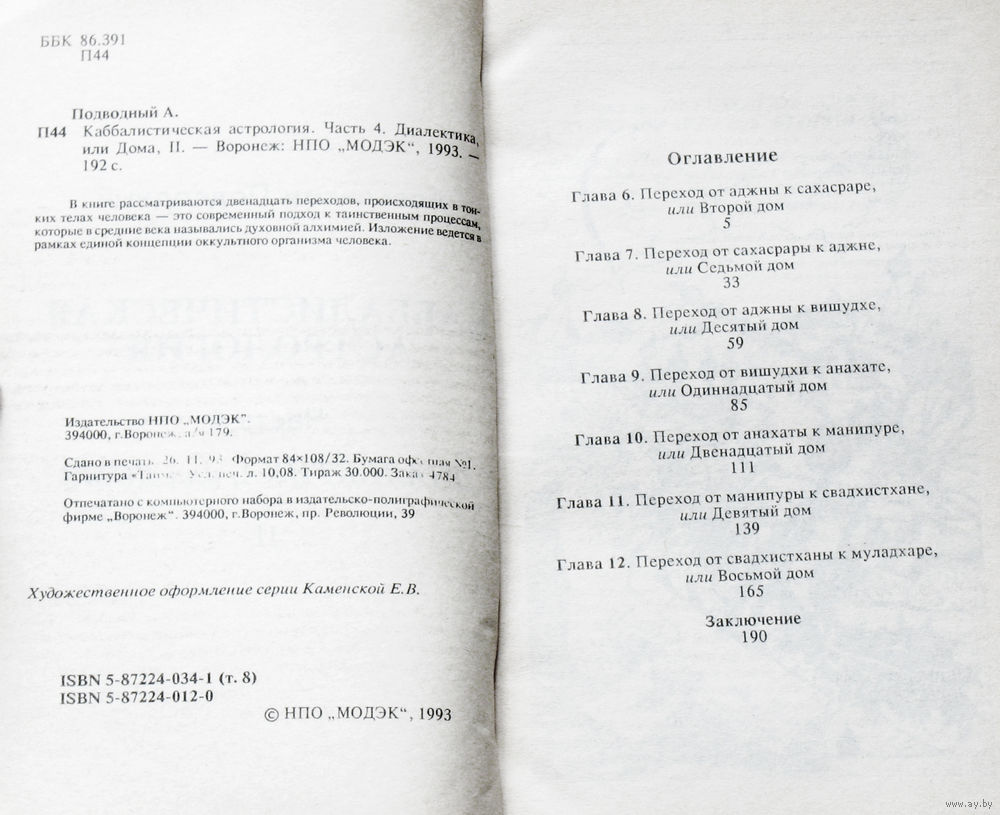 ББК 86.391
П44
Подводный А.
П44 Каббалистическая астрология. Часть 4. Диалектика,
или Дома, II. — Воронеж: НПО „МОДЭК“, 1993. —
192 с.
В книге рассматриваются двенадцать переходов, происходящих в тон-
ких телах человека — это современный подход к таинственным процессам,
которые в средние века назывались духовной алхимией. Изложение ведется в
рамках единой концепции оккультного организма человека.
Издательство НПО „МОДЭК“.
394000, г.Воронеж, а/я 179.
Сдано в печать 26.11.93 Формат 84×108/32. Бумага офсетная №1.
Гарнитура «Таймс» Усл. печ. л. 10,08. Тираж 30.000. Заказ 4784
Отпечатано с компьютерного набора в издательско-полиграфической
фирме „Воронеж“. 394000, г.Воронеж, пр. Революции, 39
Художественное оформление серии Каменской Е.В.
ISBN 5-87224-034-1 (т. 8)
ISBN 5-87224-012-0
© НПО „МОДЭК“, 1993
Оглавление
Глава 6. Переход от аджны к сахасраре,
или Второй дом
5
Глава 7. Переход от сахасрары к аджне,
или Седьмой дом
33
Глава 8. Переход от аджны к вишудхе,
или Десятый дом
59
Глава 9. Переход от вишудхи к анахате,
или Одиннадцатый дом
85
Глава 10. Переход от анахаты к манипуре,
или Двенадцатый дом
111
Глава 11. Переход от манипуры к свадхистхане,
или Девятый дом
139
Глава 12. Переход от свадхистханы к муладхаре,
или Восьмой дом
165
Заключение
190
www.ay.by